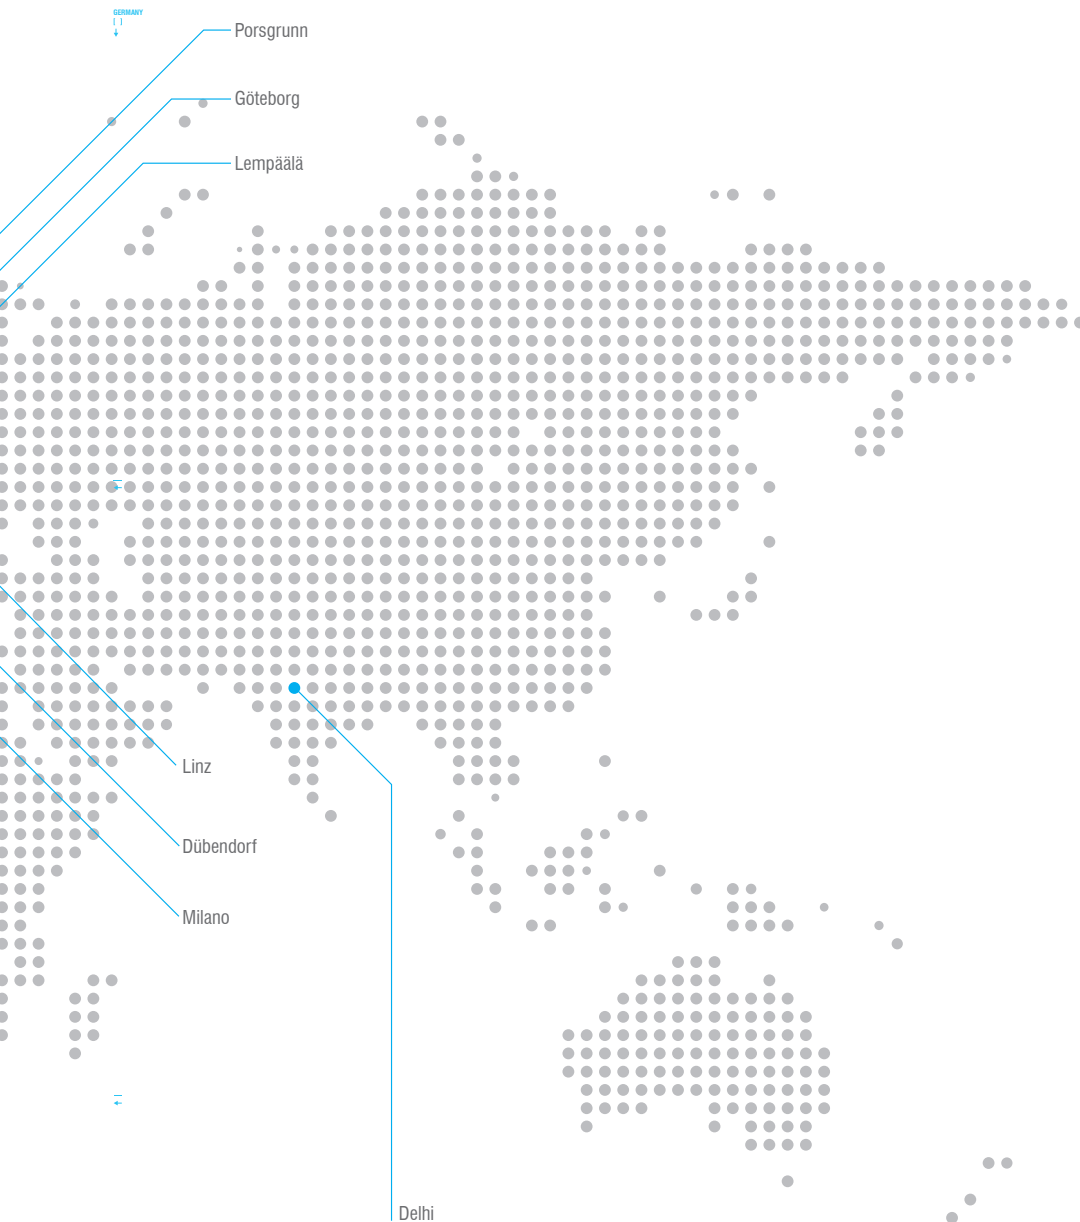 GERMANY
Porsgrunn
Göteborg
Lempäälä
Linz
Dübendorf
Milano
Delhi